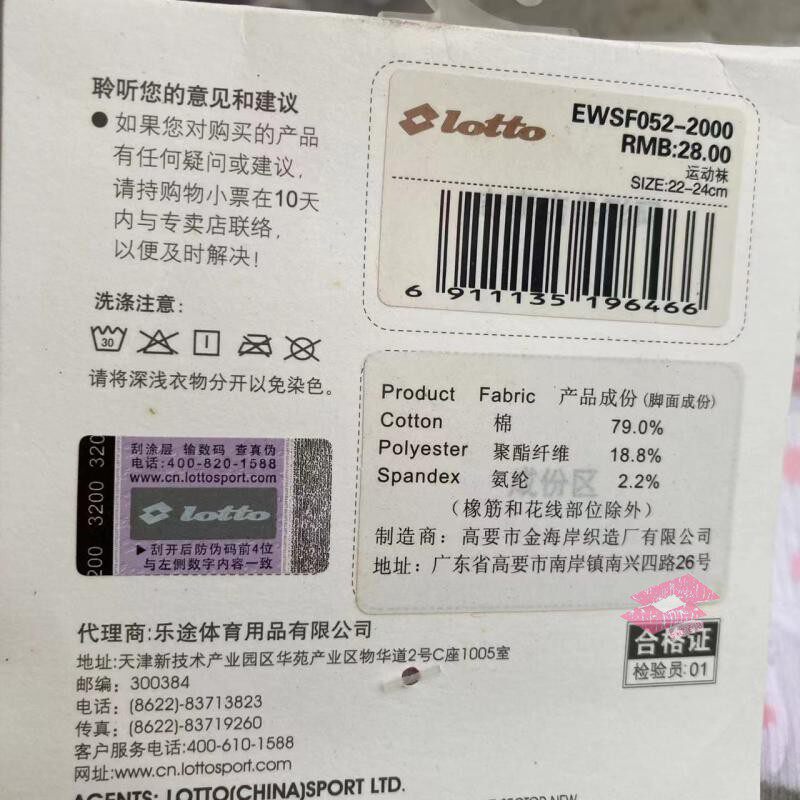 聆听您的意见和建议
● 如果您对购买的产品
有任何疑问或建议,
请持购物小票在10天
内与专卖店联络,
以便及时解决!
洗涤注意:
30
请将深浅衣物分开以免染色。
lotto
EWSF052-2000
RMB:28.00
运动袜
SIZE:22-24cm
6 911135 196466
Product Fabric 产品成份 (脚面成份)
Cotton 棉 79.0%
Polyester 聚酯纤维 18.8%
Spandex 氨纶 2.2%
成份区
(橡筋和花线部位除外)
制造商: 高要市金海岸织造厂有限公司
地址: 广东省高要市南岸镇南兴四路26号
200 3200 320
刮涂层 输数码 查真伪
电话:400-820-1588
www.cn.lottosport.com
lotto
▶刮开后防伪码前4位
与左侧数字内容一致
代理商:乐途体育用品有限公司
地址:天津新技术产业园区华苑产业区物华道2号C座1005室
邮编: 300384
电话: (8622)-83713823
传真: (8622)-83719260
客户服务电话:400-610-1588
网址:www.cn.lottosport.com
AGENTS: LOTTO(CHINA)SPORT LTD.
合格证
检验员:01